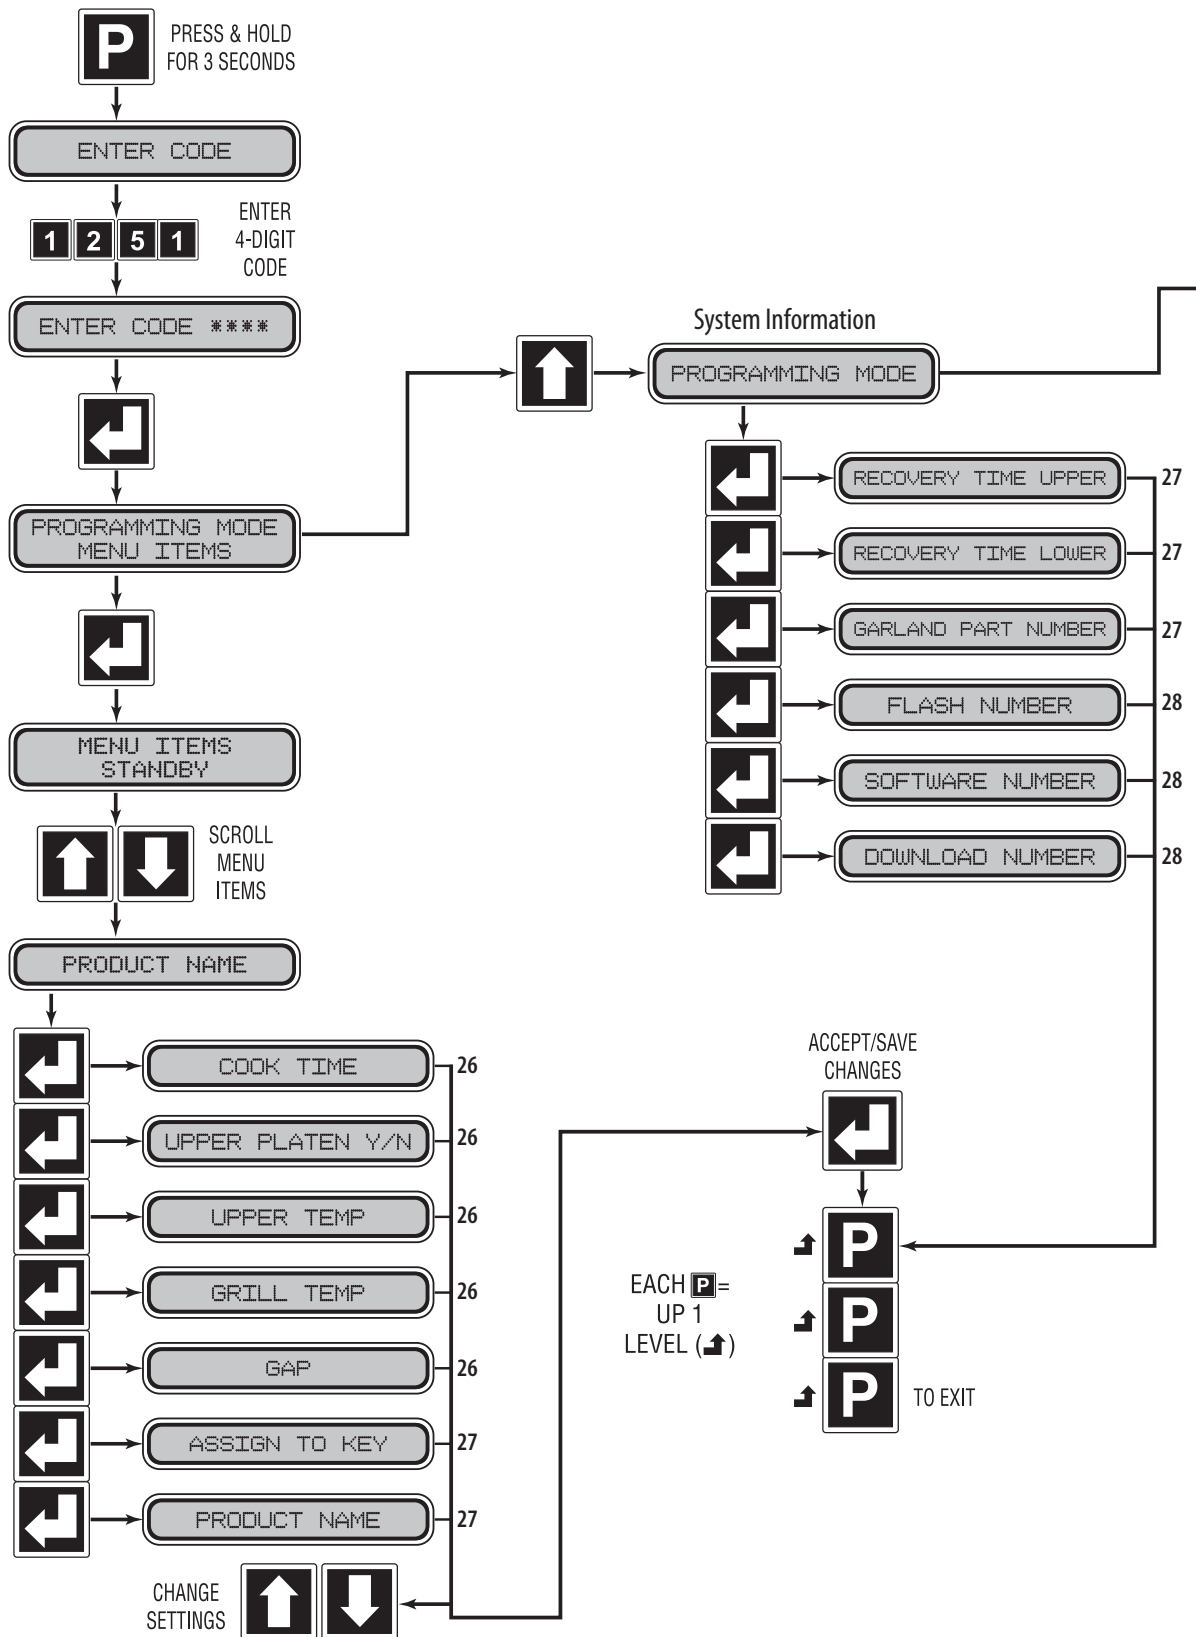 P
PRESS & HOLD
FOR 3 SECONDS
ENTER CODE
1 2 5 1
ENTER
4-DIGIT
CODE
ENTER CODE ****
PROGRAMMING MODE
MENU ITEMS
MENU ITEMS
STANDBY
SCROLL
MENU
ITEMS
PRODUCT NAME
COOK TIME 26
UPPER PLATEN Y/N 26
UPPER TEMP 26
GRILL TEMP 26
GAP 26
ASSIGN TO KEY 27
PRODUCT NAME 27
CHANGE
SETTINGS
System Information
PROGRAMMING MODE
RECOVERY TIME UPPER 27
RECOVERY TIME LOWER 27
GARLAND PART NUMBER 27
FLASH NUMBER 28
SOFTWARE NUMBER 28
DOWNLOAD NUMBER 28
ACCEPT/SAVE
CHANGES
EACH P =
UP 1
LEVEL ( )
P
P
P TO EXIT